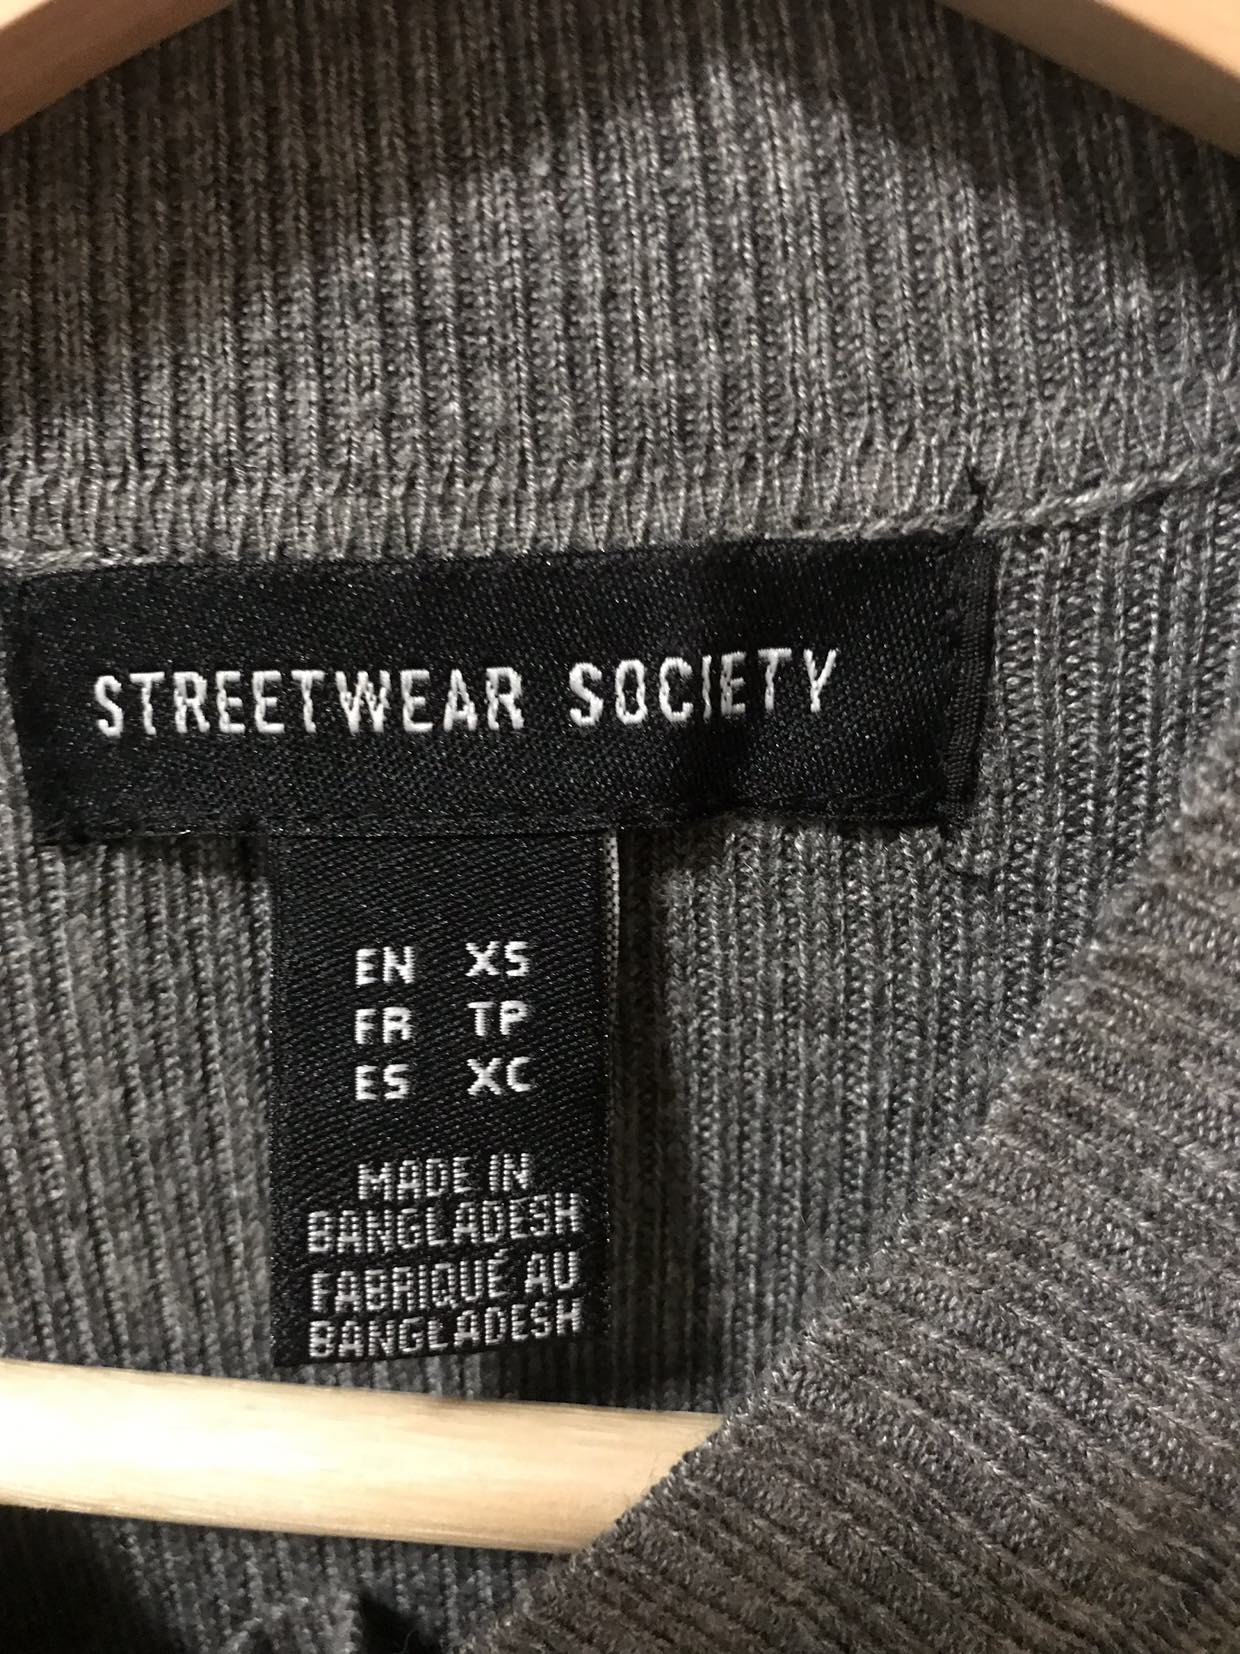 STREETWEAR SOCIETY
EN XS
FR TP
ES XC
MADE IN
BANGLADESH
FABRIQUÉ AU
BANGLADESH